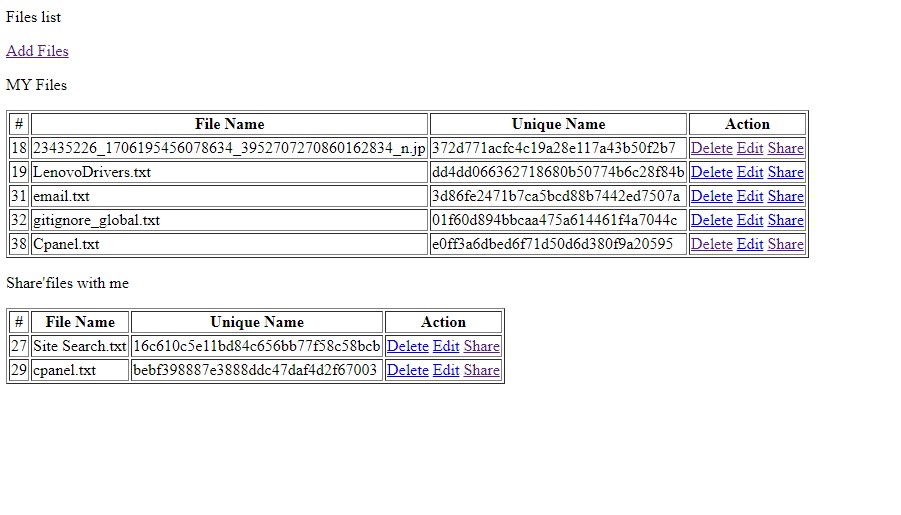 Files list
Add Files
MY Files
# File Name Unique Name Action
18 23435226_1706195456078634_3952707270860162834_n.jp 372d771acfc4c19a28e117a43b50f2b7 Delete Edit Share
19 LenovoDrivers.txt dd4dd066362718680b50774b6c28f84b Delete Edit Share
31 email.txt 3d86fe2471b7ca5bcd88b7442ed7507a Delete Edit Share
32 gitignore_global.txt 01f60d894bbcaa475a614461f4a7044c Delete Edit Share
38 Cpanel.txt e0ff3a6dbed6f71d50d6d380f9a20595 Delete Edit Share
Share'files with me
# File Name Unique Name Action
27 Site Search.txt 16c610c5e11bd84c656bb77f58c58bcb Delete Edit Share
29 cpanel.txt bebf398887e3888ddc47daf4d2f67003 Delete Edit Share